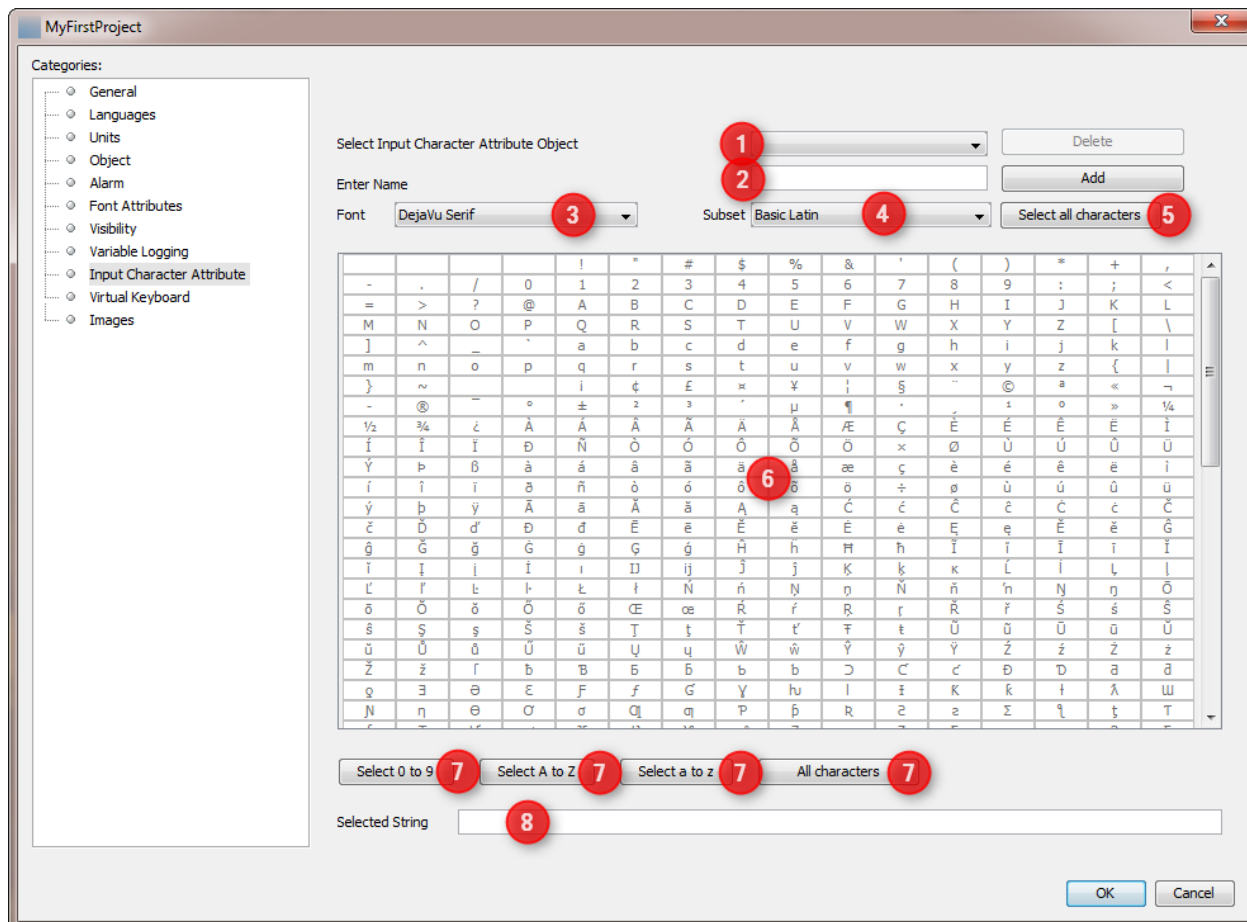 MyFirstProject
Categories:
General
Languages
Units
Object
Alarm
Font Attributes
Visibility
Variable Logging
Input Character Attribute
Virtual Keyboard
Images
Select Input Character Attribute Object 1 Delete
Enter Name 2 Add
Font DejaVu Serif 3 Subset Basic Latin 4 Select all characters 5
! " # $ % & ' ( ) * + ,
- . / 0 1 2 3 4 5 6 7 8 9 : ; <
= > ? @ A B C D E F G H I J K L
M N O P Q R S T U V W X Y Z [ \
] ^ _ ` a b c d e f g h i j k l
m n o p q r s t u v w x y z { |
} ~ ¡ ¢ £ ¤ ¥ ¦ § ¨ © ª « ¬
- ® ¯ ° ± ² ³ ´ µ ¶ · ¸ ¹ º » ¼
½ ¾ ¿ À Á Â Ã Ä Å Æ Ç È É Ê Ë Ì
Í Î Ï Ð Ñ Ò Ó Ô Õ Ö × Ø Ù Ú Û Ü
Ý Þ ß à á â ã ä å æ ç è é ê ë ì
í î ï ð ñ ò ó ô õ ö ÷ ø ù ú û ü
ý þ ÿ Ā ā Ă ă Ą ą Ć ć Ĉ ĉ Ċ ċ Č
č Ď ď Đ đ Ē ē Ĕ ĕ Ė ė Ę ę Ě ě Ĝ
ĝ Ğ ğ Ġ ġ Ģ ģ Ĥ ĥ Ħ ħ Ĩ ĩ Ī ī Ĭ
ĭ Į į İ ı IJ ij Ĵ ĵ Ķ ķ ĸ Ĺ ĺ Ļ ļ
Ľ ľ Ŀ ŀ Ł ł Ń ń Ņ ņ Ň ň ʼn Ŋ ŋ Ō
ō Ŏ ŏ Ő ő Œ œ Ŕ ŕ Ŗ ŗ Ř ř Ś ś Ŝ
ŝ Ş ş Š š Ţ ţ Ť ť Ŧ ŧ Ũ ũ Ū ū Ŭ
ŭ Ů ů Ű ű Ų ų Ŵ ŵ Ŷ ŷ Ÿ Ź ź Ż ż
Ž ž ſ ƀ Ɓ Ƃ ƃ Ƅ ƅ Ɔ Ƈ ƈ Ɖ Ɗ Ƌ ƌ
ƍ Ǝ Ə Ɛ Ƒ ƒ Ɠ Ɣ ƕ Ɩ Ɨ Ƙ ƙ ƚ ƛ Ɯ
Ɲ ƞ Ɵ Ơ ơ Ƣ ƣ Ƥ ƥ Ʀ Ƨ ƨ Ʃ ƪ ƫ Ƭ
6
Select 0 to 9 7 Select A to Z 7 Select a to z 7 All characters 7
Selected String 8
OK Cancel